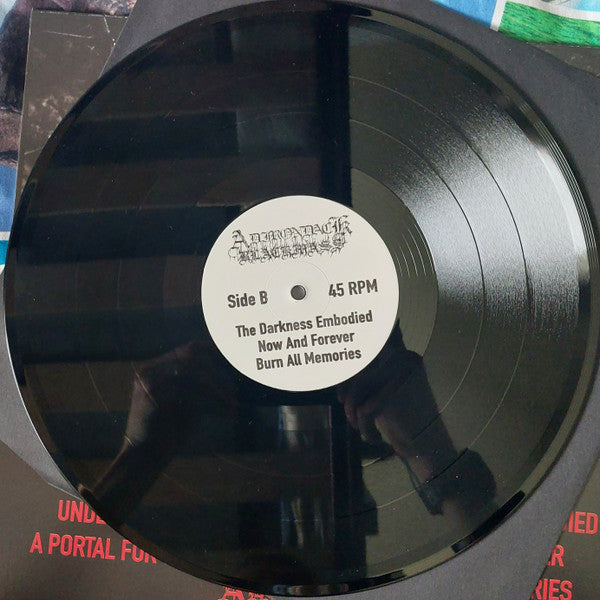 ADIRONDACK
BLACK MASS
Side B
45 RPM
The Darkness Embodied
Now And Forever
Burn All Memories
A PORTAL FOR